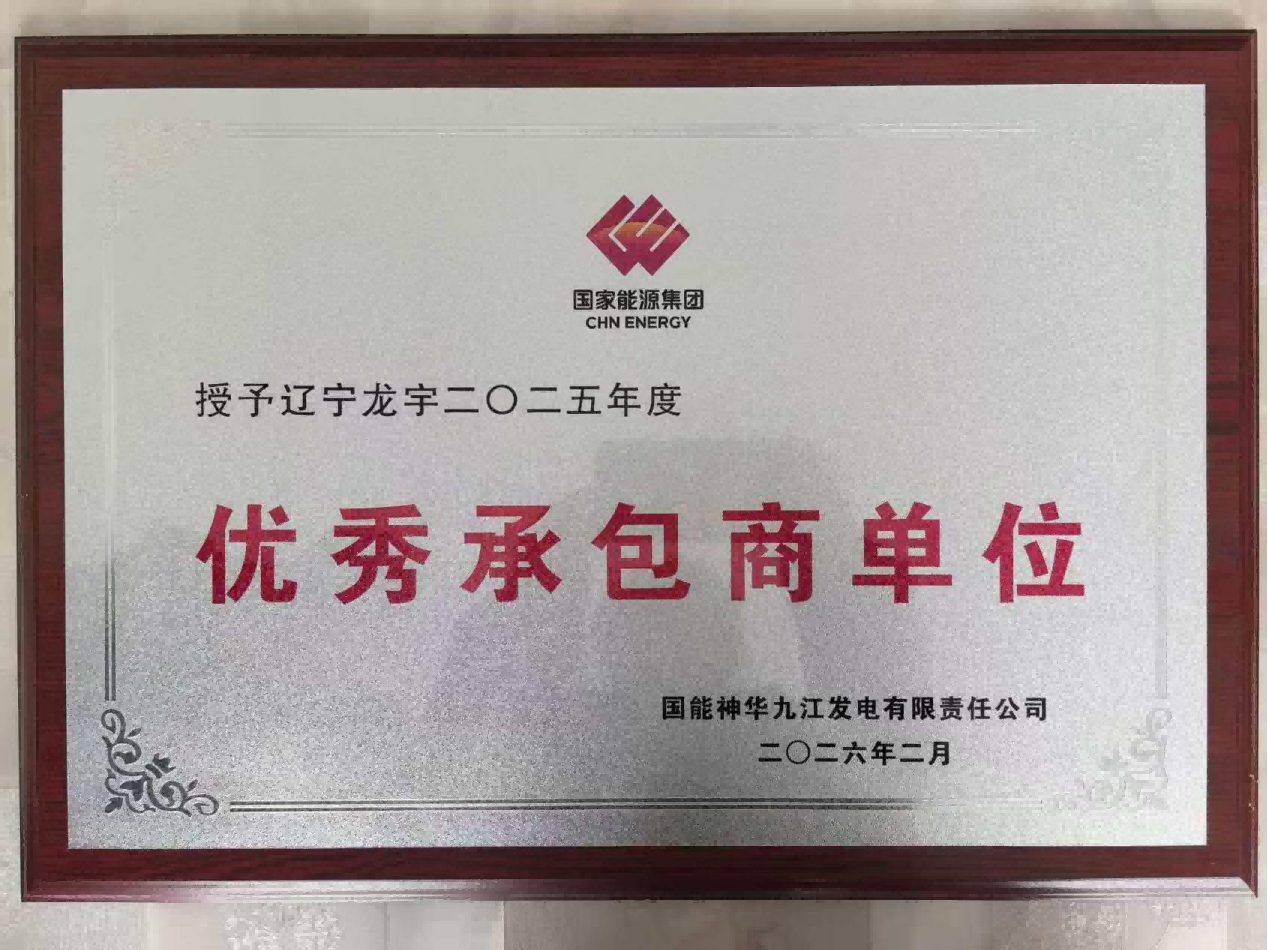 国家能源集团
CHN ENERGY
授予辽宁龙宇二〇二五年度
优秀承包商单位
国能神华九江发电有限责任公司
二〇二六年二月